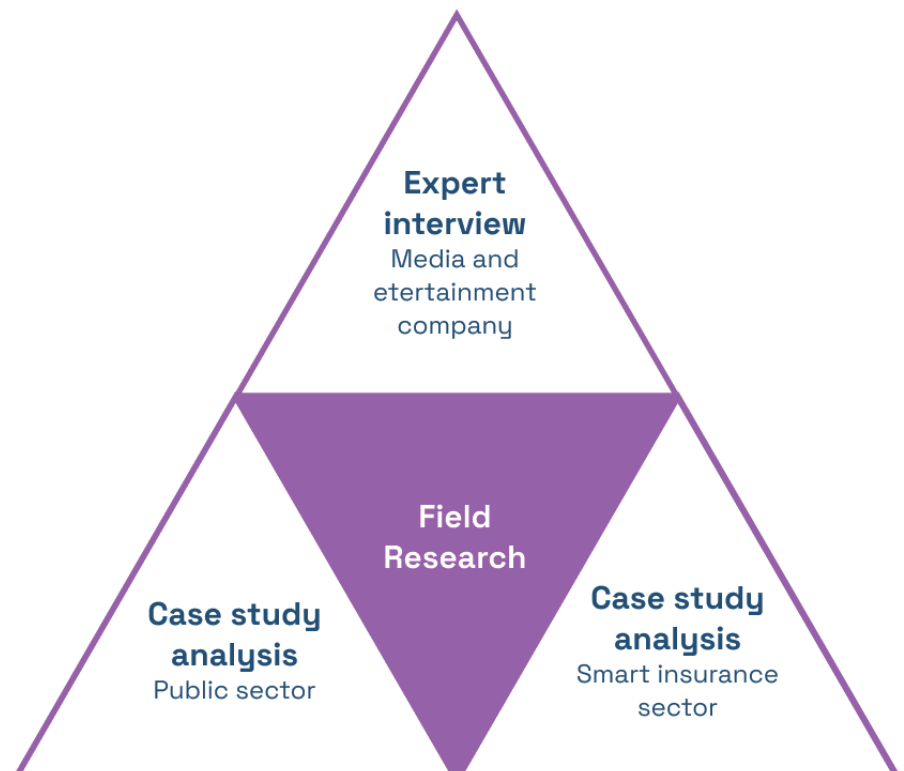 Expert
interview
Media and
etertainment
company
Field
Research
Case study
analysis
Public sector
Case study
analysis
Smart insurance
sector